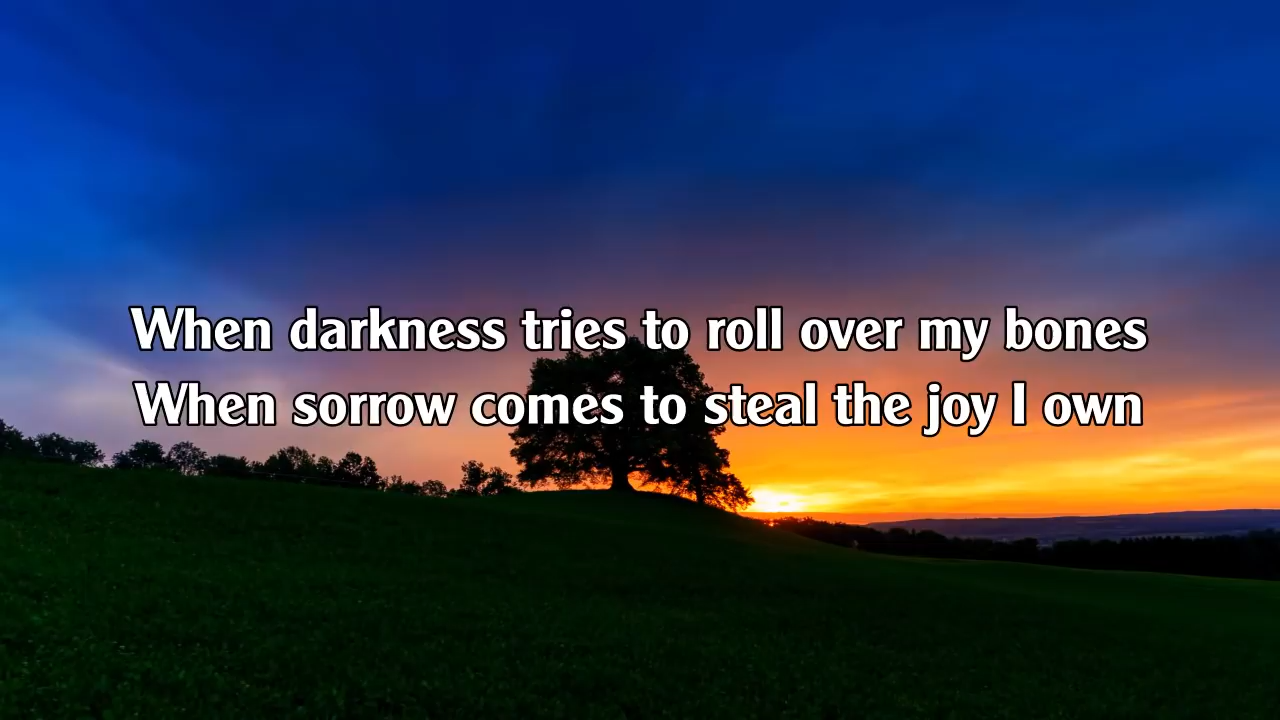 When darkness tries to roll over my bones
When sorrow comes to steal the joy I own